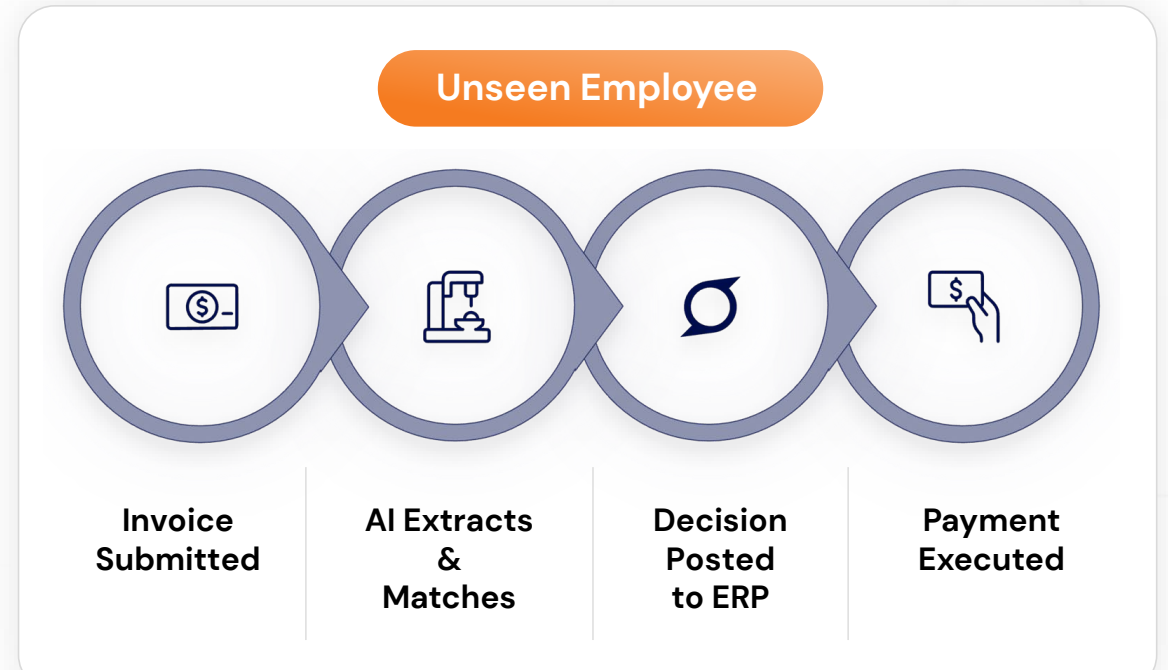 Unseen Employee
$
$
Invoice
Submitted
AI Extracts
&
Matches
Decision
Posted
to ERP
Payment
Executed